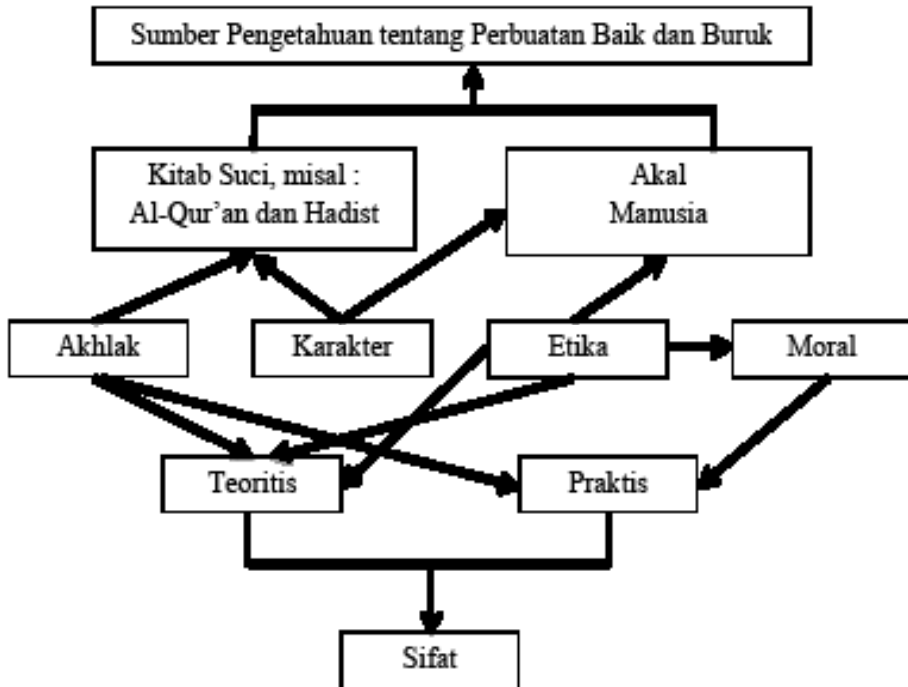 Sumber Pengetahuan tentang Perbuatan Baik dan Buruk
Kitab Suci, misal :
Al-Qur'an dan Hadist
Akal
Manusia
Akhlak
Karakter
Etika
Moral
Teoritis
Praktis
Sifat